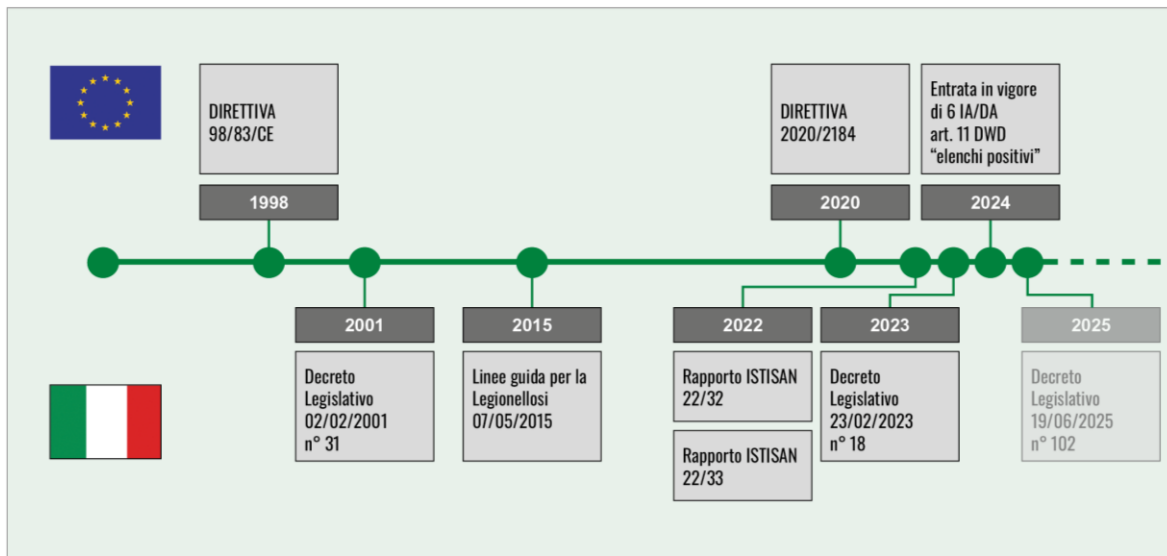 DIRETTIVA
98/83/CE
1998
DIRETTIVA
2020/2184
2020
Entrata in vigore
di 6 IA/DA
art. 11 DWD
“elenchi positivi”
2024
2001
Decreto
Legislativo
02/02/2001
n° 31
2015
Linee guida per la
Legionellosi
07/05/2015
2022
Rapporto ISTISAN
22/32
Rapporto ISTISAN
22/33
2023
Decreto
Legislativo
23/02/2023
n° 18
2025
Decreto
Legislativo
19/06/2025
n° 102